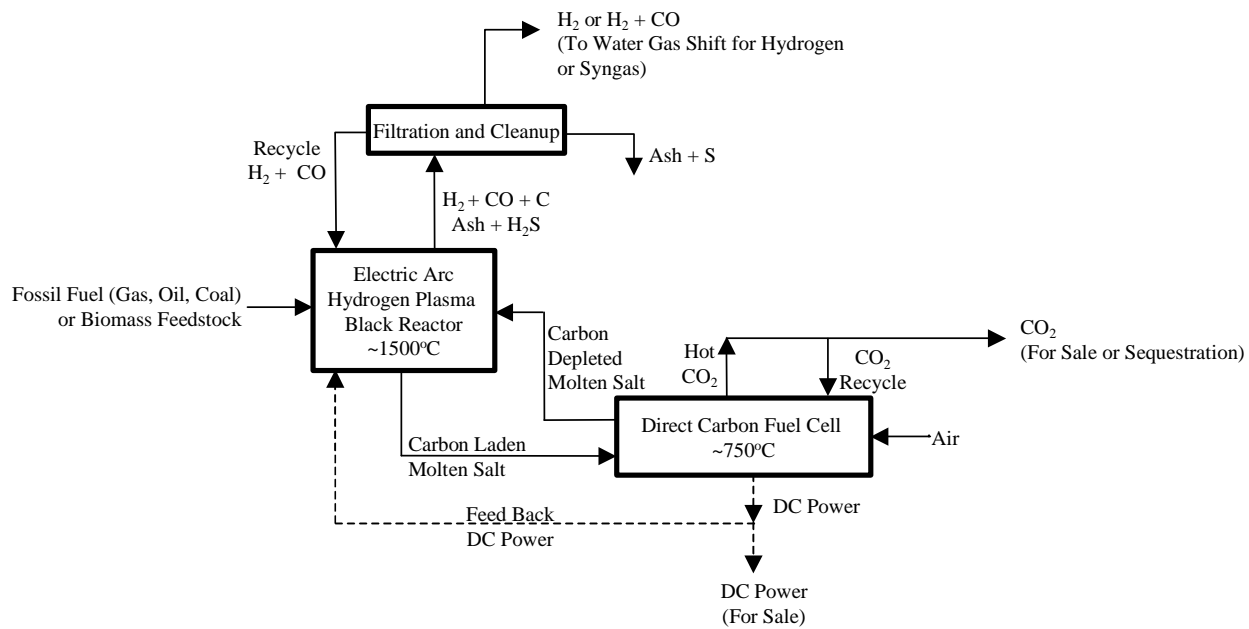 H₂ or H₂ + CO
(To Water Gas Shift for Hydrogen
or Syngas)
Filtration and Cleanup
Recycle
H₂ + CO
Ash + S
H₂ + CO + C
Ash + H₂S
Electric Arc
Hydrogen Plasma
Black Reactor
~1500°C
Fossil Fuel (Gas, Oil, Coal)
or Biomass Feedstock
Carbon
Depleted
Molten Salt
Hot
CO₂
CO₂
Recycle
CO₂
(For Sale or Sequestration)
Direct Carbon Fuel Cell
~750°C
Air
Carbon Laden
Molten Salt
DC Power
Feed Back
DC Power
DC Power
(For Sale)